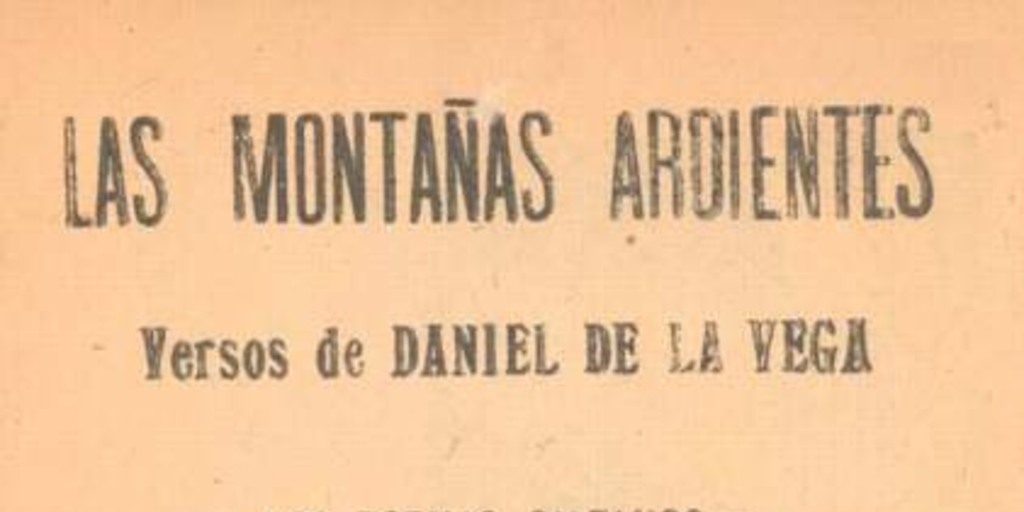 LAS MONTAÑAS ARDIENTES
Versos de DANIEL DE LA VEGA